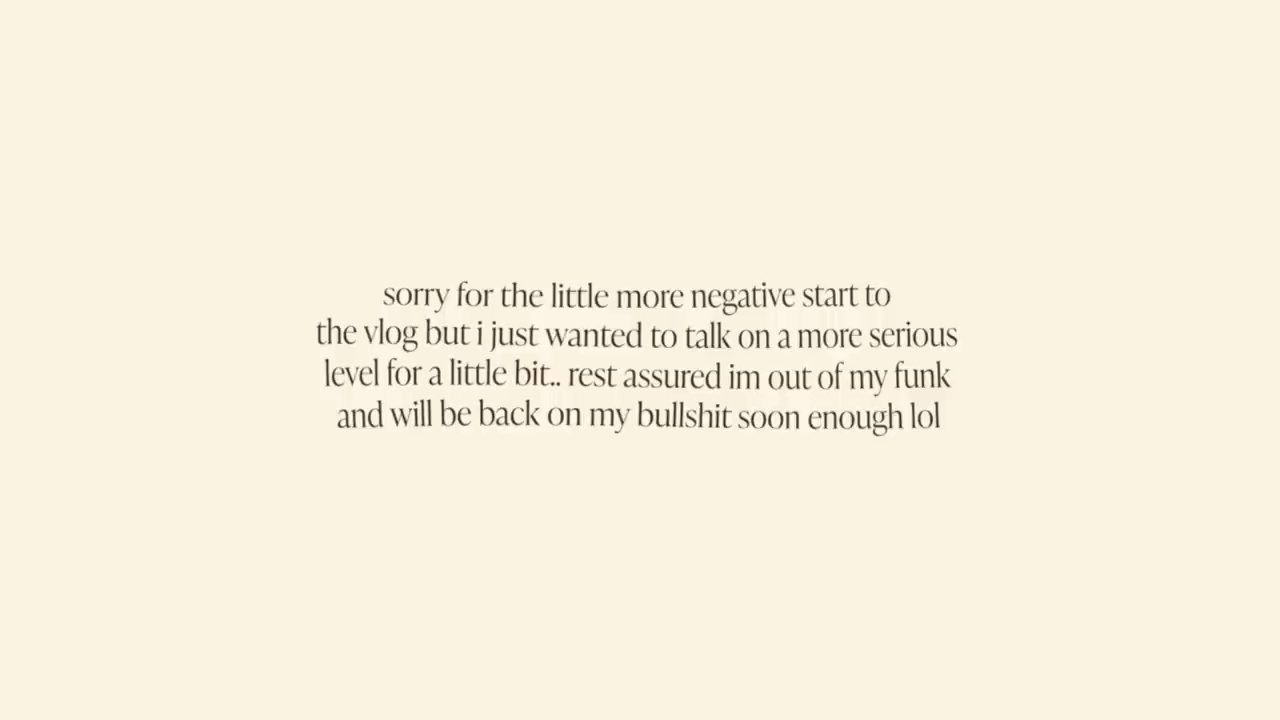 sorry for the little more negative start to
the vlog but i just wanted to talk on a more serious
level for a little bit.. rest assured im out of my funk
and will be back on my bullshit soon enough lol